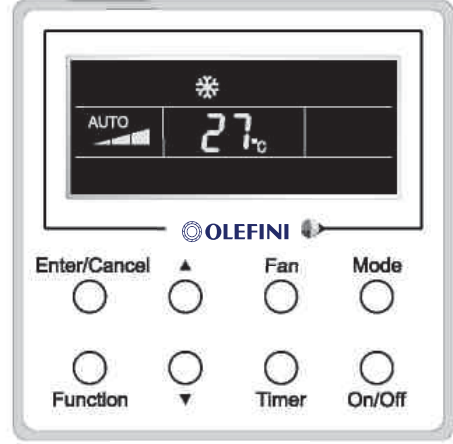 AUTO
27°C
OLEFINI
Enter/Cancel ▲ Fan Mode
Function ▼ Timer On/Off